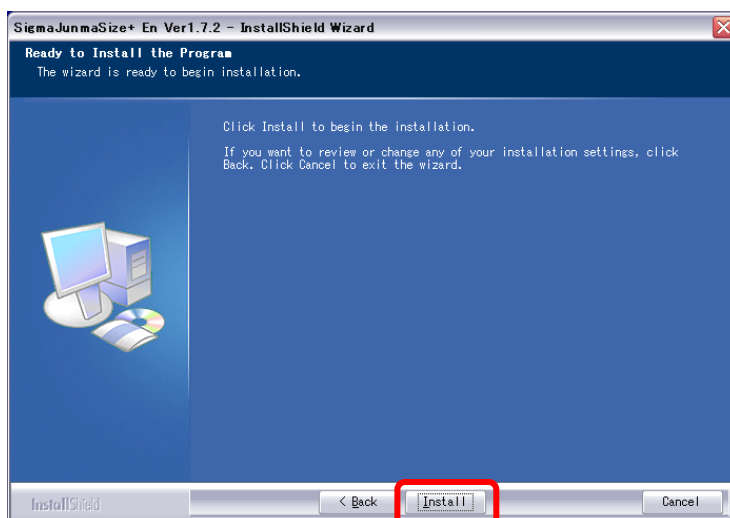 SigmaJunmaSize+ En Ver1.7.2 - InstallShield Wizard
Ready to Install the Program
The wizard is ready to begin installation.
Click Install to begin the installation.
If you want to review or change any of your installation settings, click
Back. Click Cancel to exit the wizard.
InstallShield
< Back
Install
Cancel